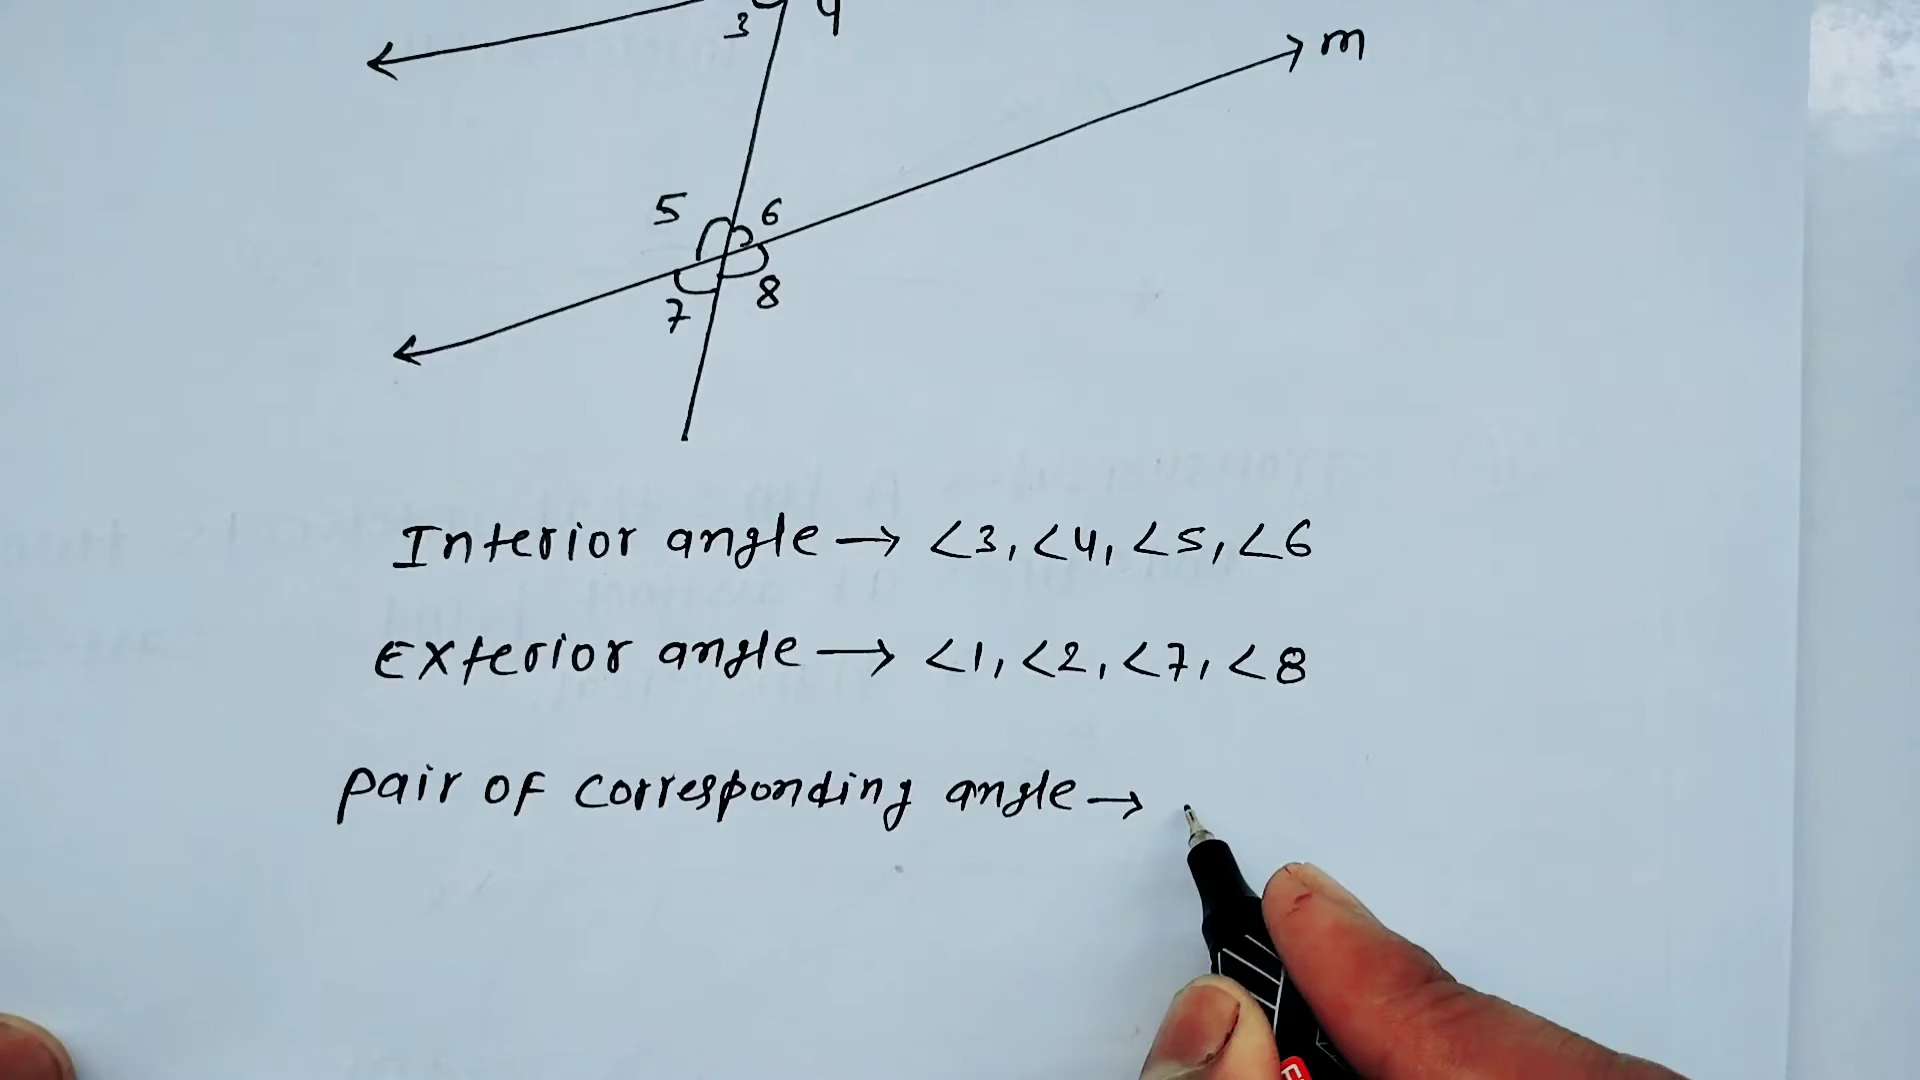 3 4
m
5 6
7 8
Interior angle → <3, <4, <5, <6
Exterior angle → <1, <2, <7, <8
pair of corresponding angle →